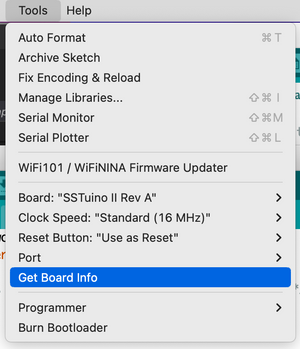 Tools Help
Auto Format ⌘T
Archive Sketch
Fix Encoding & Reload
Manage Libraries... ⇧⌘I
Serial Monitor ⇧⌘M
Serial Plotter ⇧⌘L
WiFi101 / WiFiNINA Firmware Updater
Board: "SSTuino II Rev A"
Clock Speed: "Standard (16 MHz)"
Reset Button: "Use as Reset"
Port
Get Board Info
Programmer
Burn Bootloader